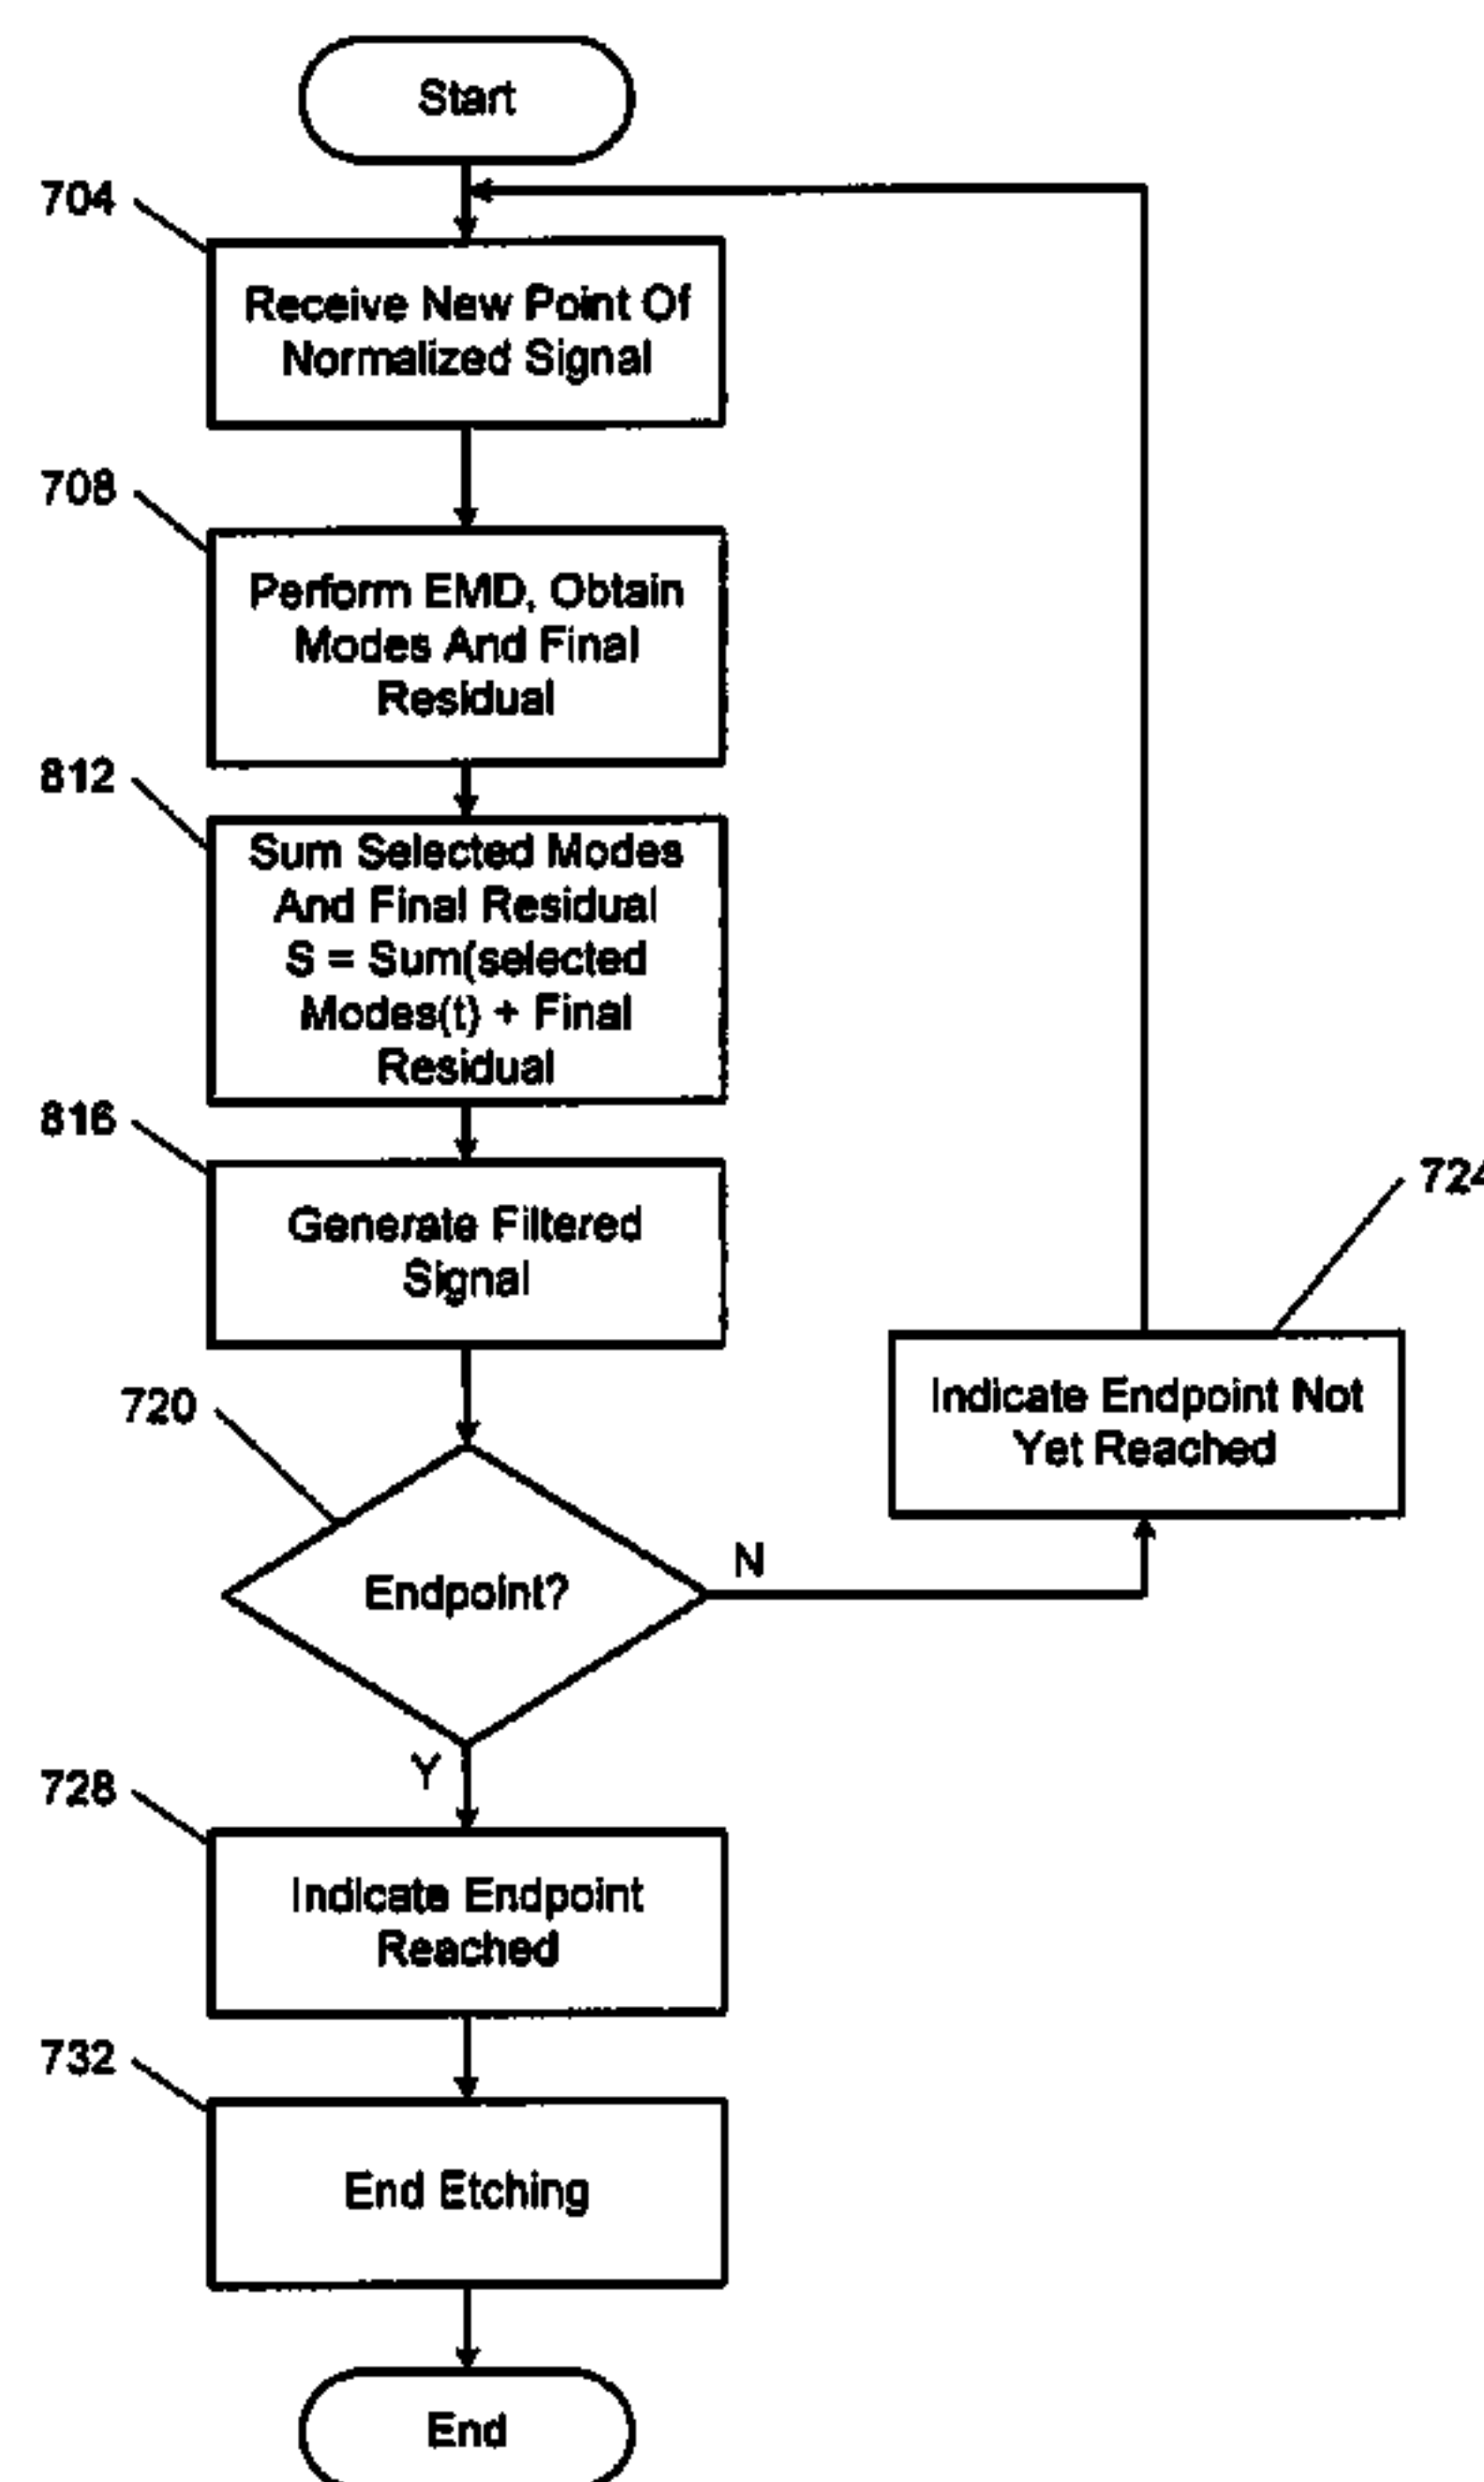 Start
704
Receive New Point Of
Normalized Signal
708
Perform EMD, Obtain
Modes And Final
Residual
812
Sum Selected Modes
And Final Residual
S = Sum(selected
Modes(t) + Final
Residual
816
Generate Filtered
Signal
724
Indicate Endpoint Not
Yet Reached
720
Endpoint?
N
Y
728
Indicate Endpoint
Reached
732
End Etching
End